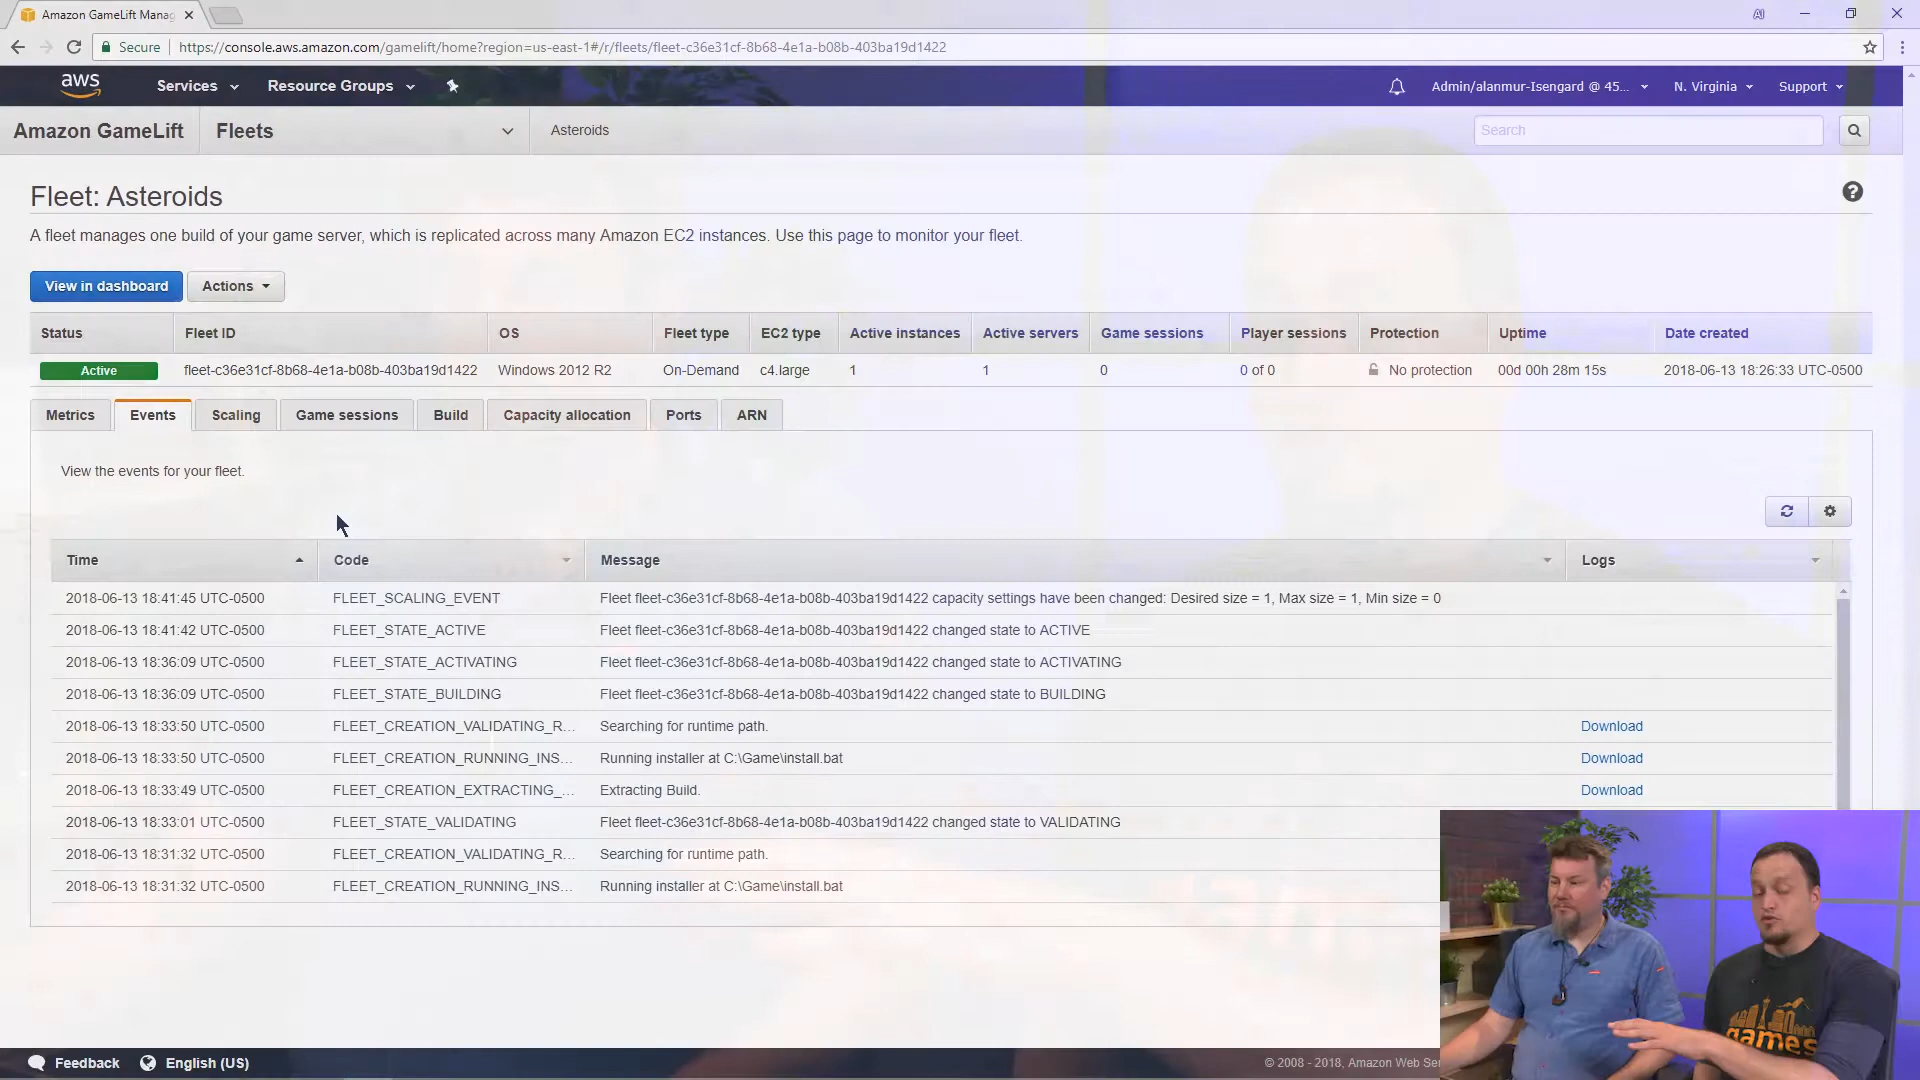 Amazon GameLift Mana
AI
Secure https://console.aws.amazon.com/gamelift/home?region=us-east-1#/r/fleets/fleet-c36e31cf-8b68-4e1a-b08b-403ba19d1422
aws Services Resource Groups Admin/alanmur-Isengard @ 45... N. Virginia Support
Amazon GameLift Fleets Asteroids Search
Fleet: Asteroids
A fleet manages one build of your game server, which is replicated across many Amazon EC2 instances. Use this page to monitor your fleet.
View in dashboard Actions
Status Fleet ID OS Fleet type EC2 type Active instances Active servers Game sessions Player sessions Protection Uptime Date created
Active fleet-c36e31cf-8b68-4e1a-b08b-403ba19d1422 Windows 2012 R2 On-Demand c4.large 1 1 0 0 of 0 No protection 00d 00h 28m 15s 2018-06-13 18:26:33 UTC-0500
Metrics Events Scaling Game sessions Build Capacity allocation Ports ARN
View the events for your fleet.
Time Code Message Logs
2018-06-13 18:41:45 UTC-0500 FLEET_SCALING_EVENT Fleet fleet-c36e31cf-8b68-4e1a-b08b-403ba19d1422 capacity settings have been changed: Desired size = 1, Max size = 1, Min size = 0
2018-06-13 18:41:42 UTC-0500 FLEET_STATE_ACTIVE Fleet fleet-c36e31cf-8b68-4e1a-b08b-403ba19d1422 changed state to ACTIVE
2018-06-13 18:36:09 UTC-0500 FLEET_STATE_ACTIVATING Fleet fleet-c36e31cf-8b68-4e1a-b08b-403ba19d1422 changed state to ACTIVATING
2018-06-13 18:36:09 UTC-0500 FLEET_STATE_BUILDING Fleet fleet-c36e31cf-8b68-4e1a-b08b-403ba19d1422 changed state to BUILDING
2018-06-13 18:33:50 UTC-0500 FLEET_CREATION_VALIDATING_R... Searching for runtime path. Download
2018-06-13 18:33:50 UTC-0500 FLEET_CREATION_RUNNING_INS... Running installer at C:\Game\install.bat Download
2018-06-13 18:33:49 UTC-0500 FLEET_CREATION_EXTRACTING_... Extracting Build. Download
2018-06-13 18:33:01 UTC-0500 FLEET_STATE_VALIDATING Fleet fleet-c36e31cf-8b68-4e1a-b08b-403ba19d1422 changed state to VALIDATING
2018-06-13 18:31:32 UTC-0500 FLEET_CREATION_VALIDATING_R... Searching for runtime path.
2018-06-13 18:31:32 UTC-0500 FLEET_CREATION_RUNNING_INS... Running installer at C:\Game\install.bat
games
Feedback English (US) © 2008 - 2018, Amazon Web Ser